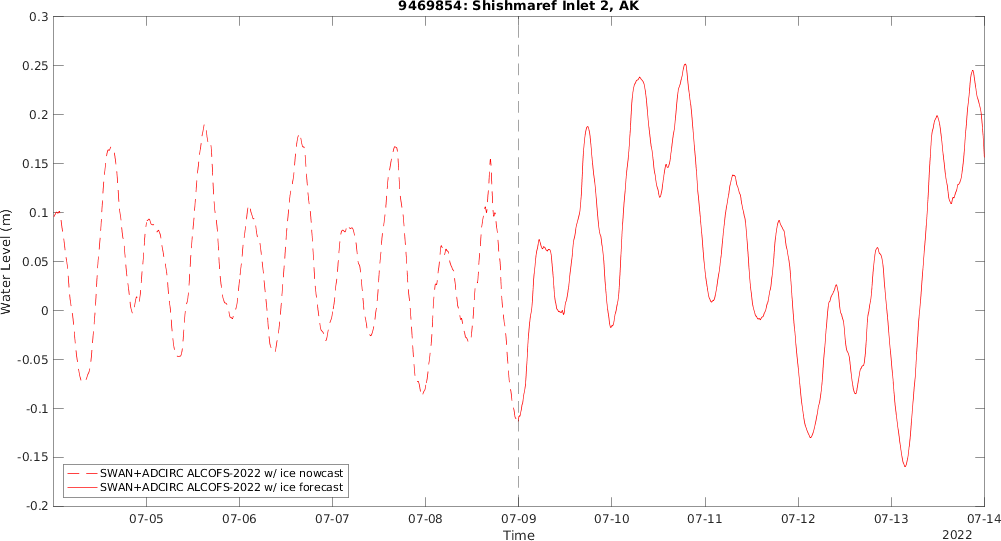 9469854: Shishmaref Inlet 2, AK
0.3
0.25
0.2
0.15
0.1
0.05
0
-0.05
-0.1
-0.15
-0.2
Water Level (m)
SWAN+ADCIRC ALCOFS-2022 w/ ice nowcast
SWAN+ADCIRC ALCOFS-2022 w/ ice forecast
07-05 07-06 07-07 07-08 07-09 07-10 07-11 07-12 07-13 07-14
Time
2022